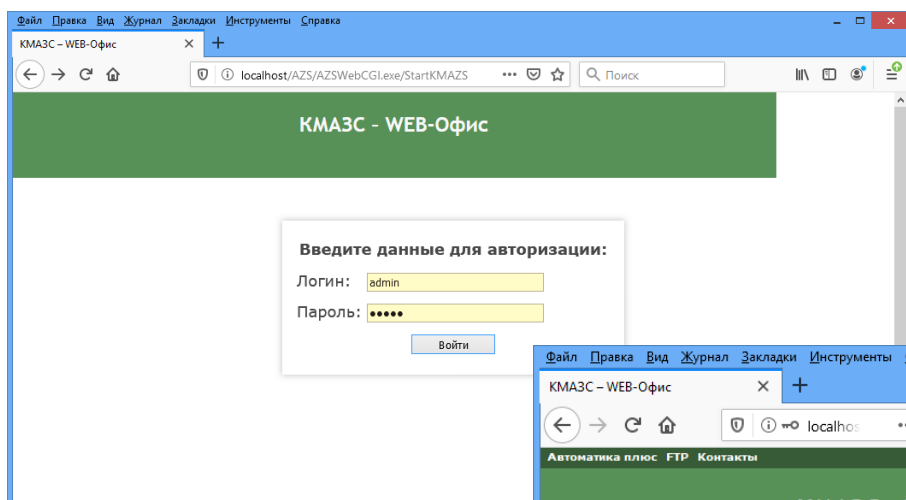 Файл Правка Вид Журнал Закладки Инструменты Справка
КМАЗС – WEB-Офис
localhost/AZS/AZSWebCGI.exe/StartKMAZS
Поиск
КМАЗС – WEB-Офис
Введите данные для авторизации:
Логин: admin
Пароль: •••••
Войти
Файл Правка Вид Журнал Закладки Инструменты
КМАЗС – WEB-Офис
localhos
Автоматика плюс FTP Контакты